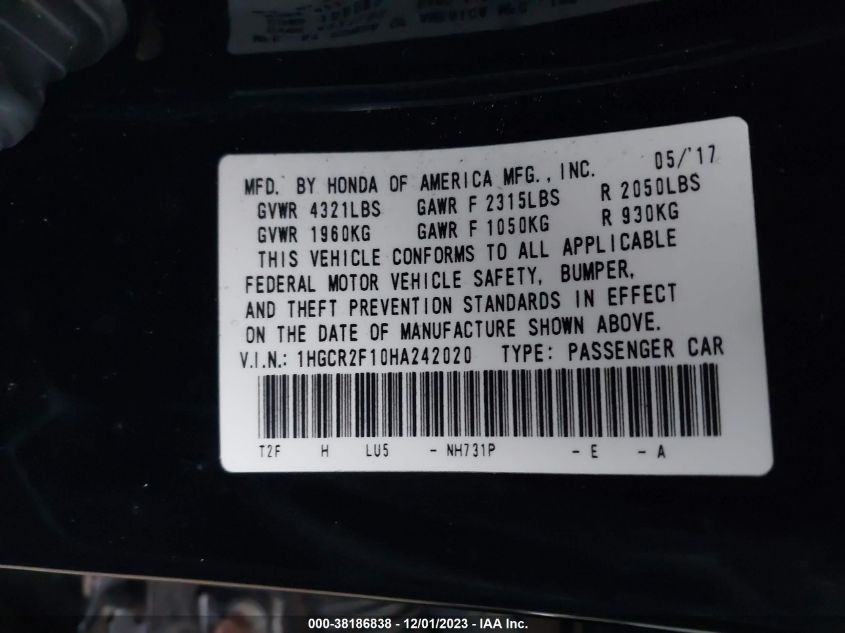 MFD. BY HONDA OF AMERICA MFG., INC. 05/'17
GVWR 4321LBS GAWR F 2315LBS R 2050LBS
GVWR 1960KG GAWR F 1050KG R 930KG
THIS VEHICLE CONFORMS TO ALL APPLICABLE
FEDERAL MOTOR VEHICLE SAFETY, BUMPER,
AND THEFT PREVENTION STANDARDS IN EFFECT
ON THE DATE OF MANUFACTURE SHOWN ABOVE.
V.I.N.: 1HGCR2F10HA242020 TYPE: PASSENGER CAR
T2F H LU5 - NH731P - E - A
000-38186838 - 12/01/2023 - IAA Inc.